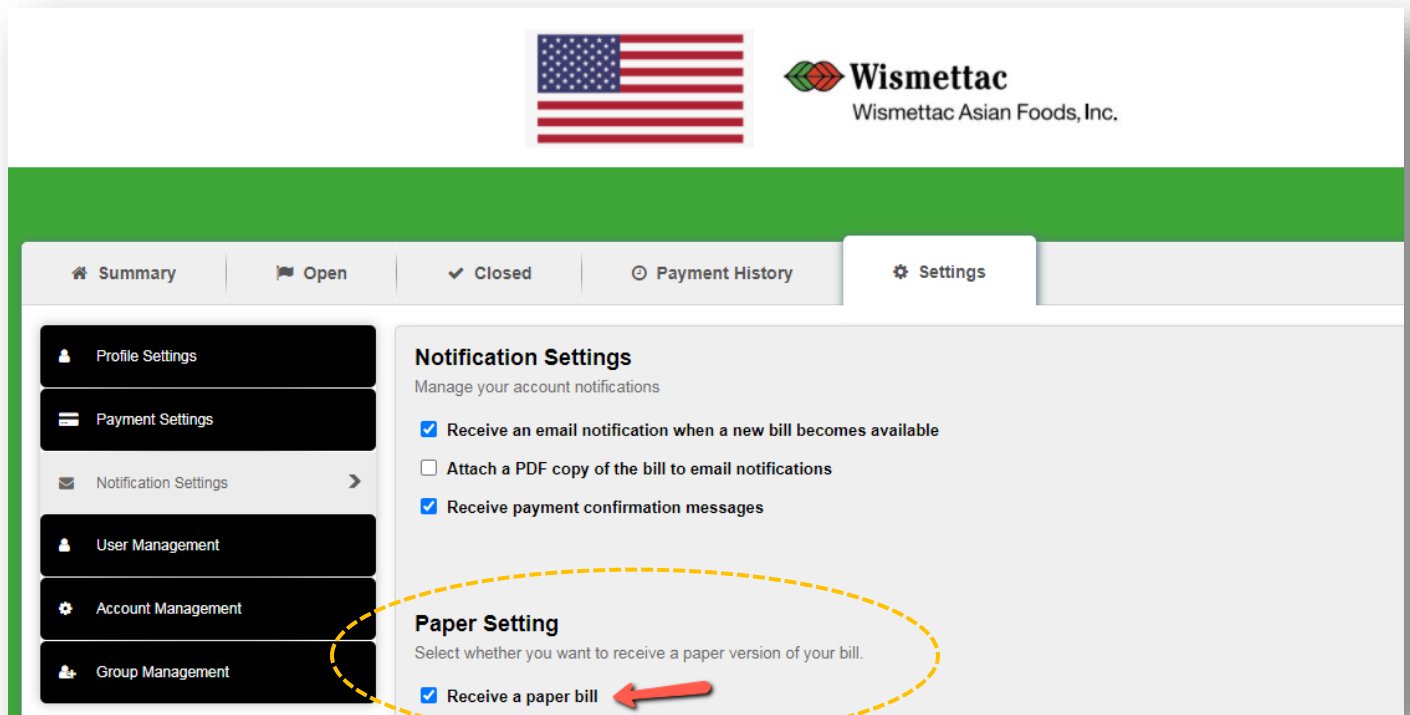 Wismettac
Wismettac Asian Foods, Inc.
Summary
Open
Closed
Payment History
Settings
Profile Settings
Payment Settings
Notification Settings
User Management
Account Management
Group Management
Notification Settings
Manage your account notifications
Receive an email notification when a new bill becomes available
Attach a PDF copy of the bill to email notifications
Receive payment confirmation messages
Paper Setting
Select whether you want to receive a paper version of your bill.
Receive a paper bill